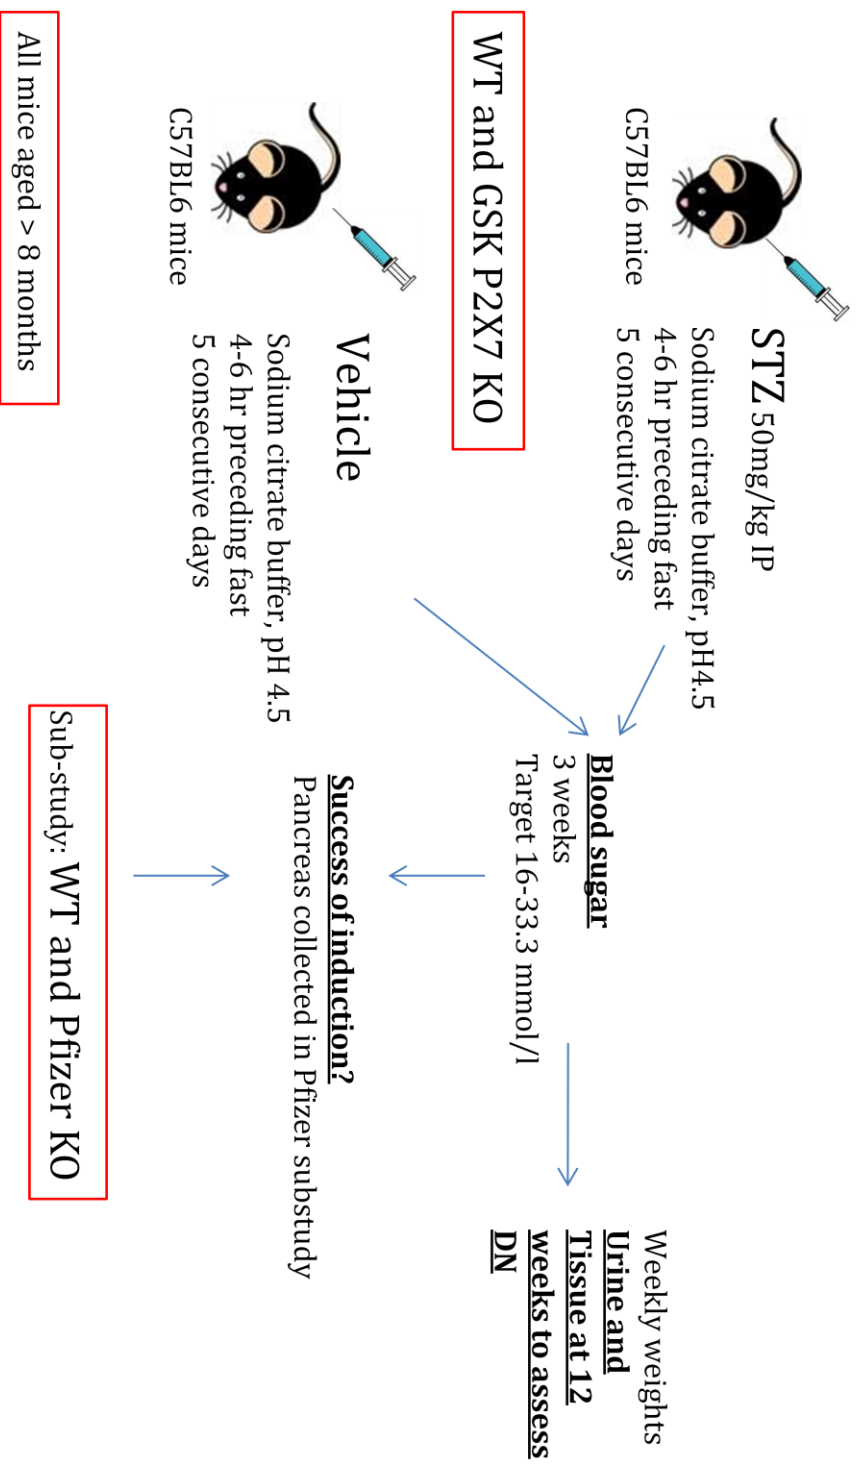 STZ 50mg/kg IP
Sodium citrate buffer, pH4.5
4-6 hr preceding fast
5 consecutive days
C57BL6 mice
WT and GSK P2X7 KO
Vehicle
Sodium citrate buffer, pH 4.5
4-6 hr preceding fast
5 consecutive days
C57BL6 mice
All mice aged > 8 months
Blood sugar
3 weeks
Target 16-33.3 mmol/l
Success of induction?
Pancreas collected in Pfizer substudy
Sub-study: WT and Pfizer KO
Weekly weights
Urine and
Tissue at 12
weeks to assess
DN